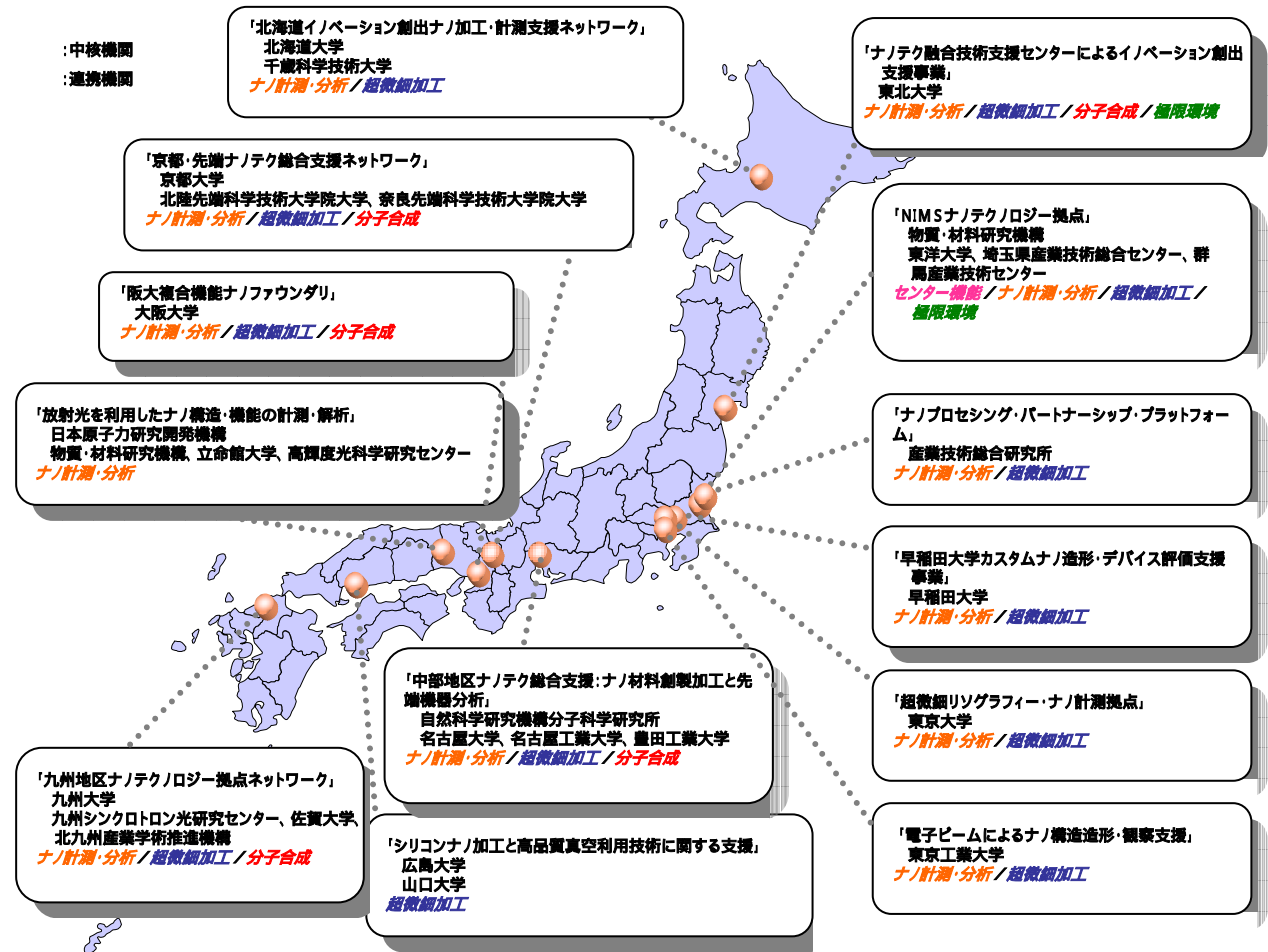 :中核機関
:連携機関
「北海道イノベーション創出ナノ加工・計測支援ネットワーク」
北海道大学
千歳科学技術大学
ナノ計測・分析/超微細加工
「ナノテク融合技術支援センターによるイノベーション創出
支援事業」
東北大学
ナノ計測・分析/超微細加工/分子合成/極限環境
「京都・先端ナノテク総合支援ネットワーク」
京都大学
北陸先端科学技術大学院大学、奈良先端科学技術大学院大学
ナノ計測・分析/超微細加工/分子合成
「NIMSナノテクノロジー拠点」
物質・材料研究機構
東洋大学、埼玉県産業技術総合センター、群
馬産業技術センター
センター機能/ナノ計測・分析/超微細加工/
極限環境
「阪大複合機能ナノファウンダリ」
大阪大学
ナノ計測・分析/超微細加工/分子合成
「放射光を利用したナノ構造・機能の計測・解析」
日本原子力研究開発機構
物質・材料研究機構、立命館大学、高輝度光科学研究センター
ナノ計測・分析
「ナノプロセシング・パートナーシップ・プラットフォー
ム」
産業技術総合研究所
ナノ計測・分析/超微細加工
「早稲田大学カスタムナノ造形・デバイス評価支援
事業」
早稲田大学
ナノ計測・分析/超微細加工
「中部地区ナノテク総合支援:ナノ材料創製加工と先
端機器分析」
自然科学研究機構分子科学研究所
名古屋大学、名古屋工業大学、豊田工業大学
ナノ計測・分析/超微細加工/分子合成
「超微細リソグラフィー・ナノ計測拠点」
東京大学
ナノ計測・分析/超微細加工
「九州地区ナノテクノロジー拠点ネットワーク」
九州大学
九州シンクロトロン光研究センター、佐賀大学、
北九州産業学術推進機構
ナノ計測・分析/超微細加工/分子合成
「シリコンナノ加工と高品質真空利用技術に関する支援」
広島大学
山口大学
超微細加工
「電子ビームによるナノ構造造形・観察支援」
東京工業大学
ナノ計測・分析/超微細加工